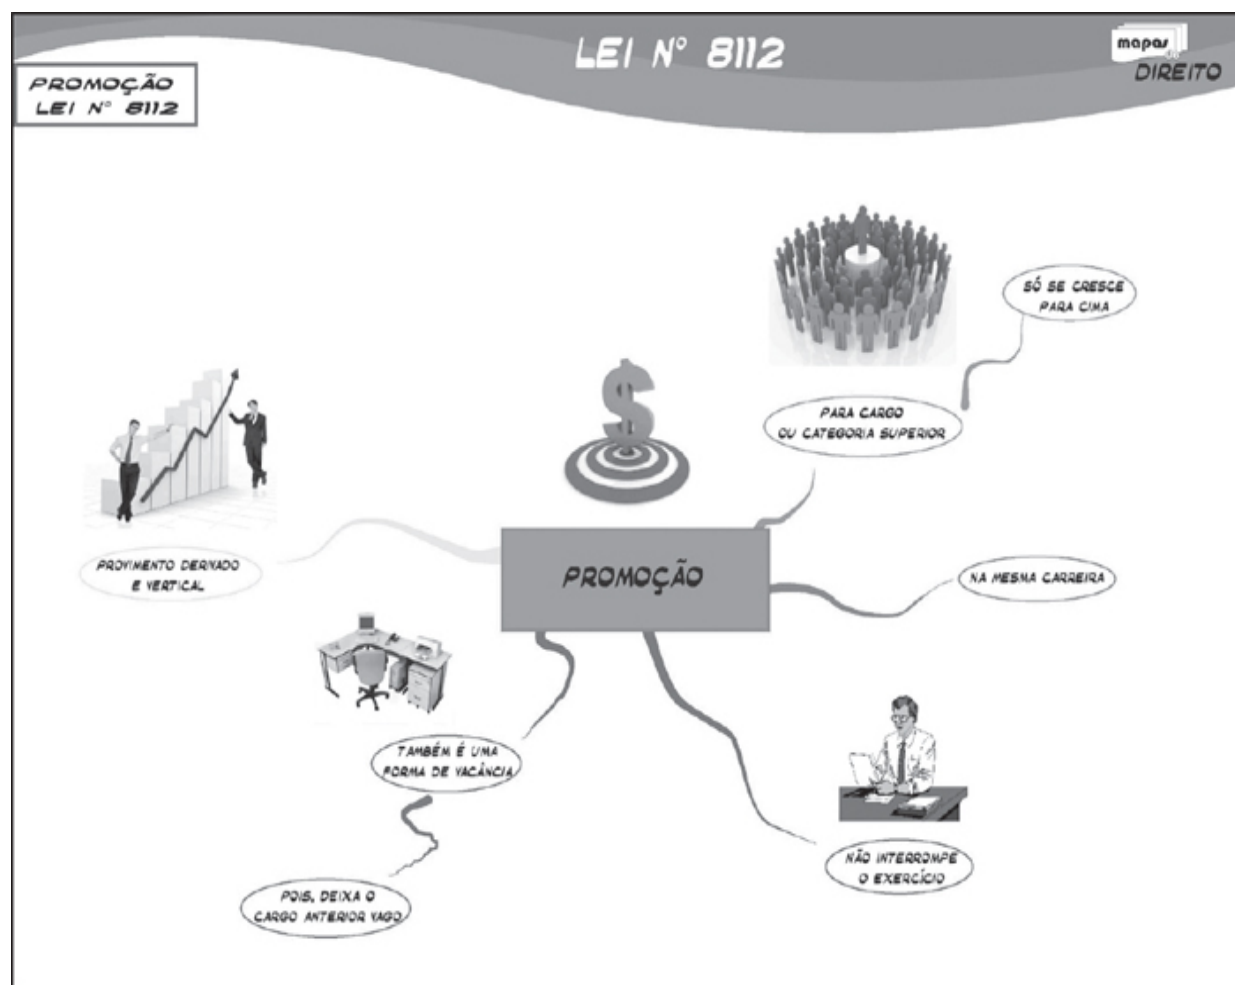 LEI Nº 8112
mapas
de
DIREITO
PROMOÇÃO
LEI Nº 8112
SÓ SE CRESCE
PARA CIMA
PARA CARGO
OU CATEGORIA SUPERIOR
PROVIMENTO DERIVADO
E VERTICAL
PROMOÇÃO
NA MESMA CARREIRA
TAMBÉM É UMA
FORMA DE VACÂNCIA
NÃO INTERROMPE
O EXERCÍCIO
POIS, DEIXA O
CARGO ANTERIOR VAGO